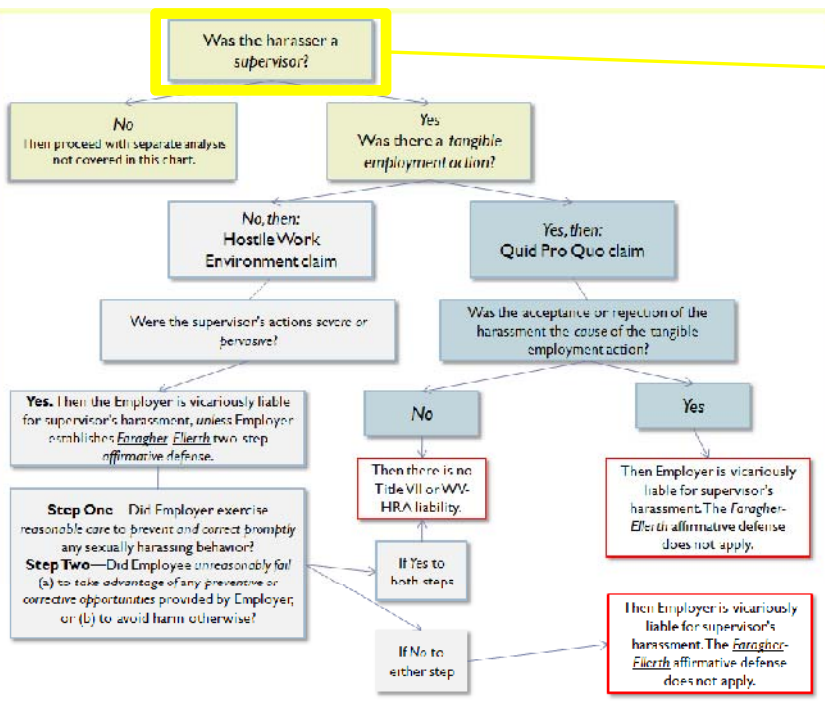 Was the harasser a
supervisor?
No
Then proceed with separate analysis
not covered in this chart.
Yes
Was there a tangible
employment action?
No, then:
Hostile Work
Environment claim
Yes, then:
Quid Pro Quo claim
Were the supervisor's actions severe or
pervasive?
Was the acceptance or rejection of the
harassment the cause of the tangible
employment action?
Yes. Then the Employer is vicariously liable
for supervisor's harassment, unless Employer
establishes Faragher Ellerth two-step
affirmative defense.
No
Yes
Then there is no
Title VII or WV-
HRA liability.
Then Employer is vicariously
liable for supervisor's
harassment. The Faragher-
Ellerth affirmative defense
does not apply.
Step One Did Employer exercise
reasonable care to prevent and correct promptly
any sexually harassing behavior?
Step Two—Did Employee unreasonably fail
(a) to take advantage of any preventive or
corrective opportunities provided by Employer,
or (b) to avoid harm otherwise?
If Yes to
both steps
If No to
either step
Then Employer is vicariously
liable for supervisor's
harassment. The Faragher-
Ellerth affirmative defense
does not apply.